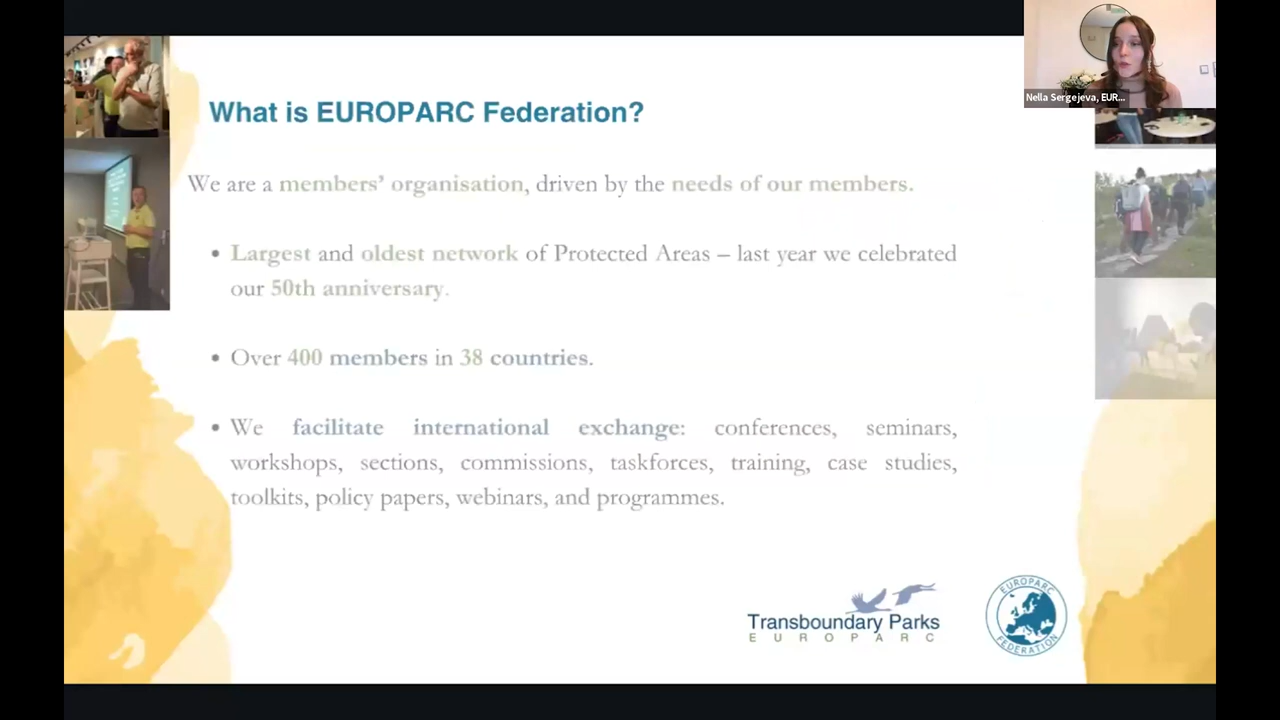 Nella Sergejeva, EUR...
What is EUROPARC Federation?
We are a members’ organisation, driven by the needs of our members.
• Largest and oldest network of Protected Areas – last year we celebrated
our 50th anniversary.
• Over 400 members in 38 countries.
• We facilitate international exchange: conferences, seminars,
workshops, sections, commissions, taskforces, training, case studies,
toolkits, policy papers, webinars, and programmes.
Transboundary Parks
EUROPARC
EUROPARC
FEDERATION